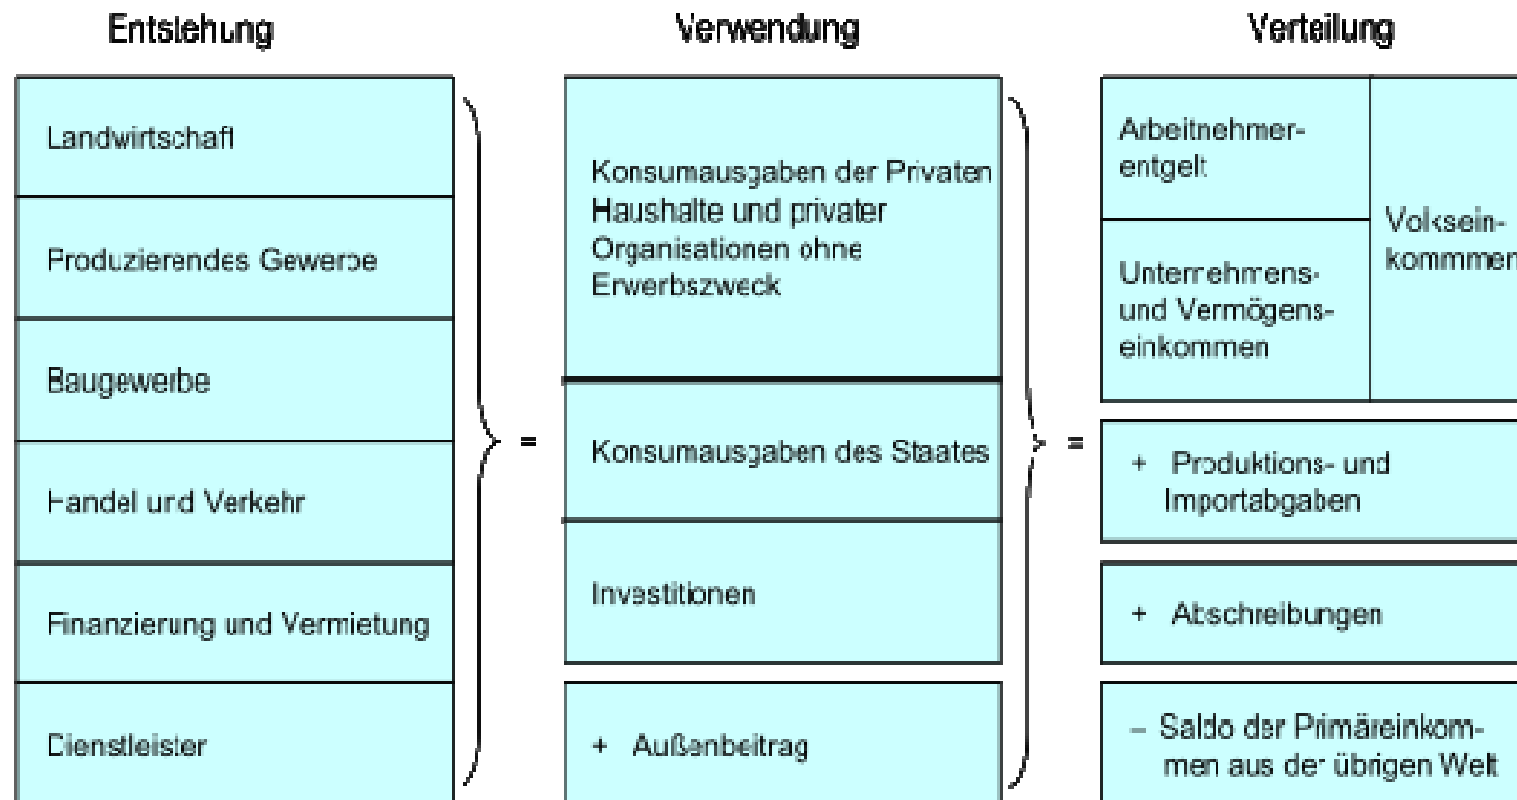 Entstehung
Verwendung
Verteilung
Landwirtschaft
Produzierendes Gewerbe
Baugewerbe
Handel und Verkehr
Finanzierung und Vermietung
Dienstleister
=
Konsumausgaben der Privaten
Haushalte und privater
Organisationen ohne
Erwerbszweck
Konsumausgaben des Staates
Investitionen
+ Außenbeitrag
=
Arbeitnehmer-
entgelt
Unternehmens-
und Vermögens-
einkommen
Volksein-
kommmen
+ Produktions- und
Importabgaben
+ Abschreibungen
– Saldo der Primäreinkom-
men aus der übrigen Welt